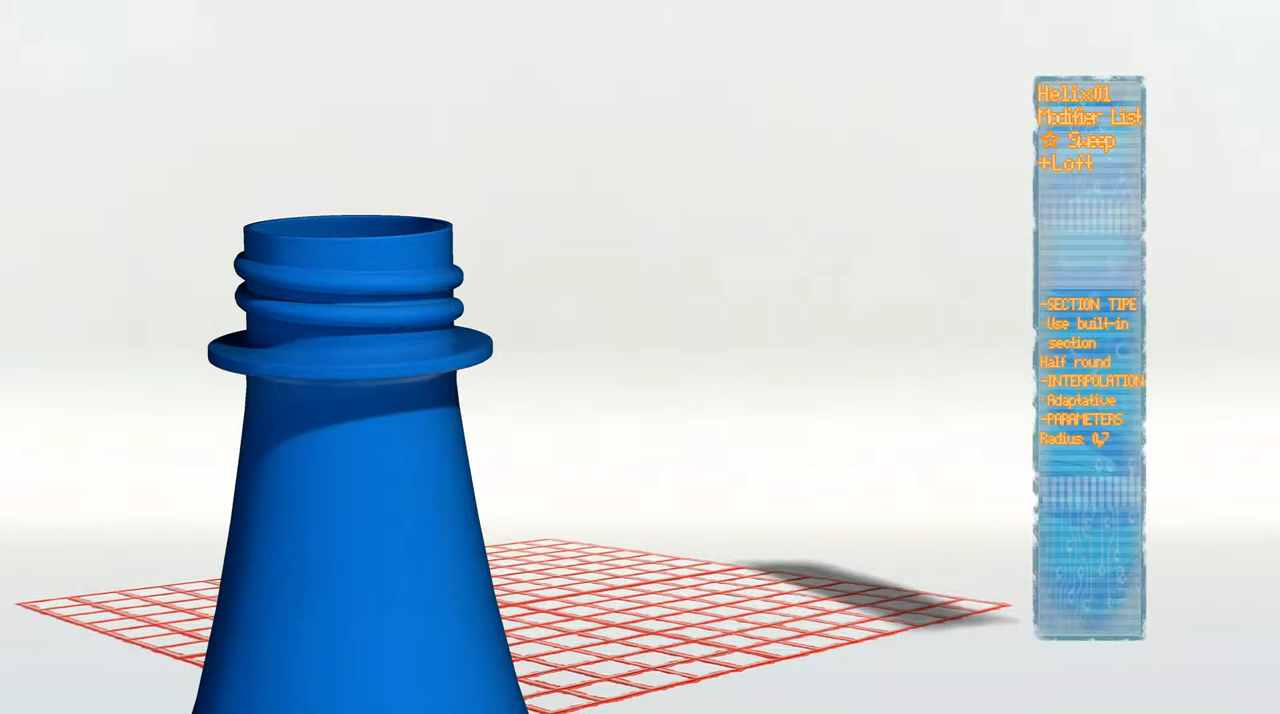 Helix01
Modifier List
☆ Sweep
+Loft
-SECTION TIPE
·Use built-in
section
Half round
-INTERPOLATION
·Adaptative
-PARAMETERS
Radius: 0,7